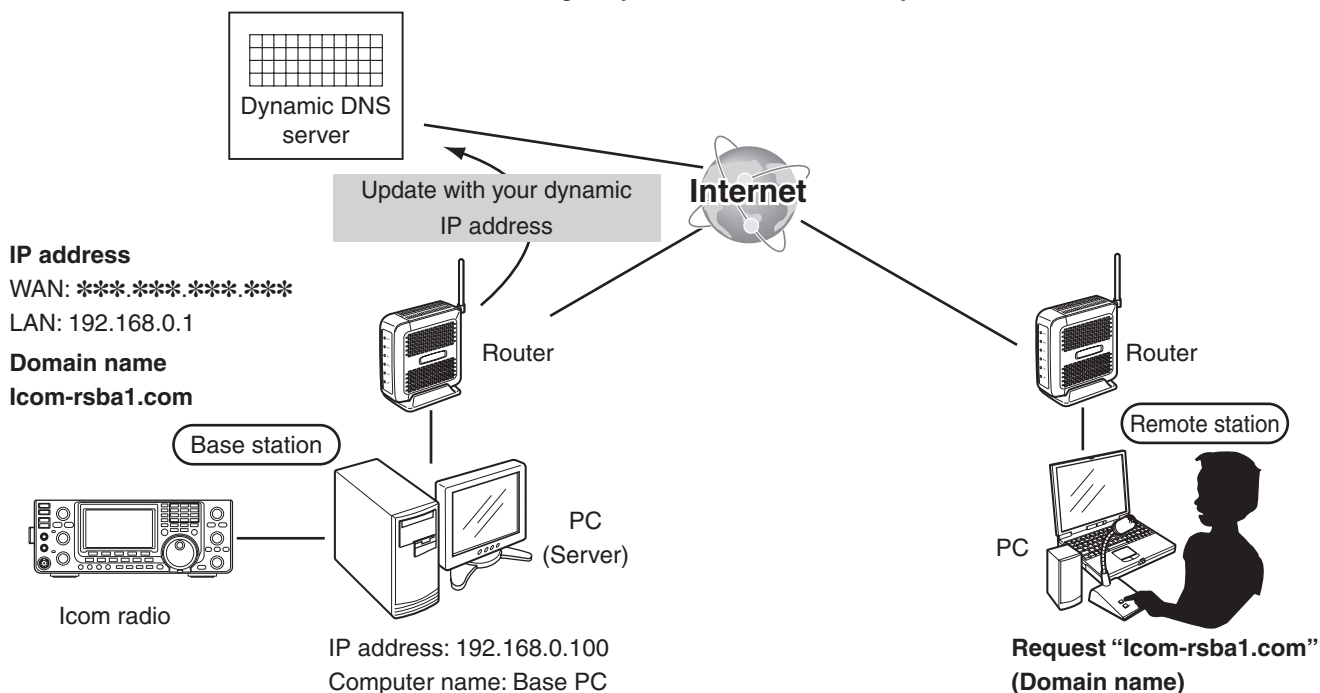 Dynamic DNS
server
Update with your dynamic
IP address
Internet
IP address
WAN: ***.***.***.***
LAN: 192.168.0.1
Domain name
Icom-rsba1.com
Router
Router
Base station
Remote station
PC
(Server)
PC
Icom radio
IP address: 192.168.0.100
Computer name: Base PC
Request “Icom-rsba1.com”
(Domain name)